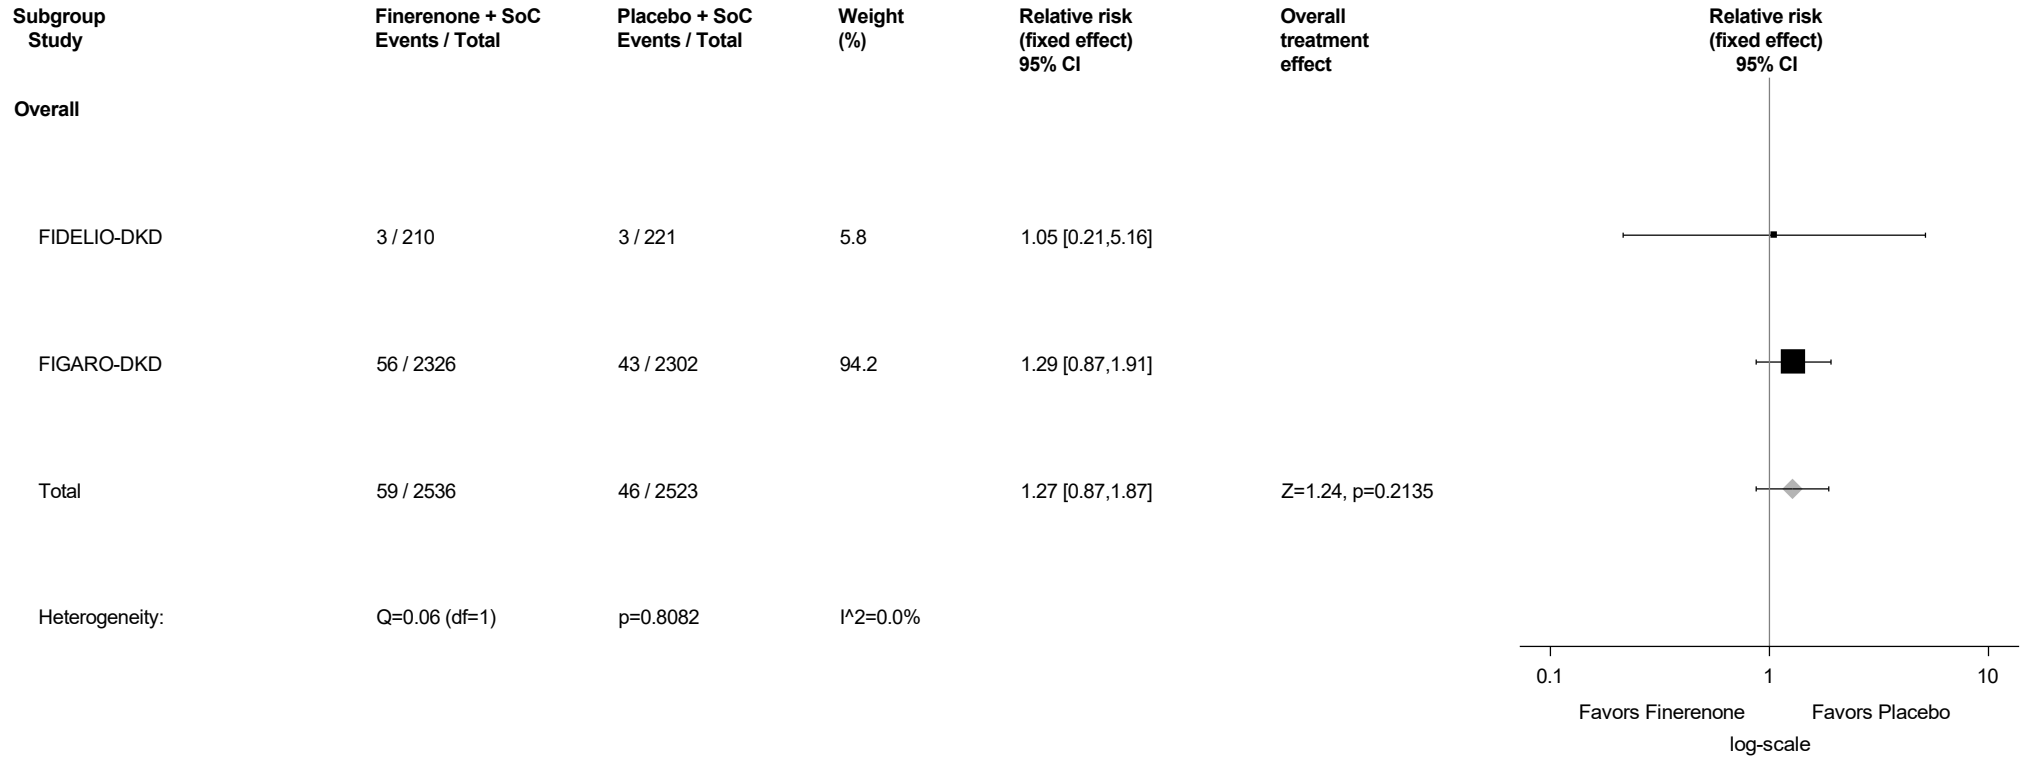 Subgroup Finerenone + SoC Placebo + SoC Weight Relative risk Overall Relative risk
Study Events / Total Events / Total (%) (fixed effect) treatment (fixed effect)
95% CI effect 95% CI
Overall
FIDELIO-DKD 3 / 210 3 / 221 5.8 1.05 [0.21,5.16]
FIGARO-DKD 56 / 2326 43 / 2302 94.2 1.29 [0.87,1.91]
Total 59 / 2536 46 / 2523 1.27 [0.87,1.87] Z=1.24, p=0.2135
Heterogeneity: Q=0.06 (df=1) p=0.8082 I^2=0.0%
0.1 1 10
Favors Finerenone Favors Placebo
log-scale